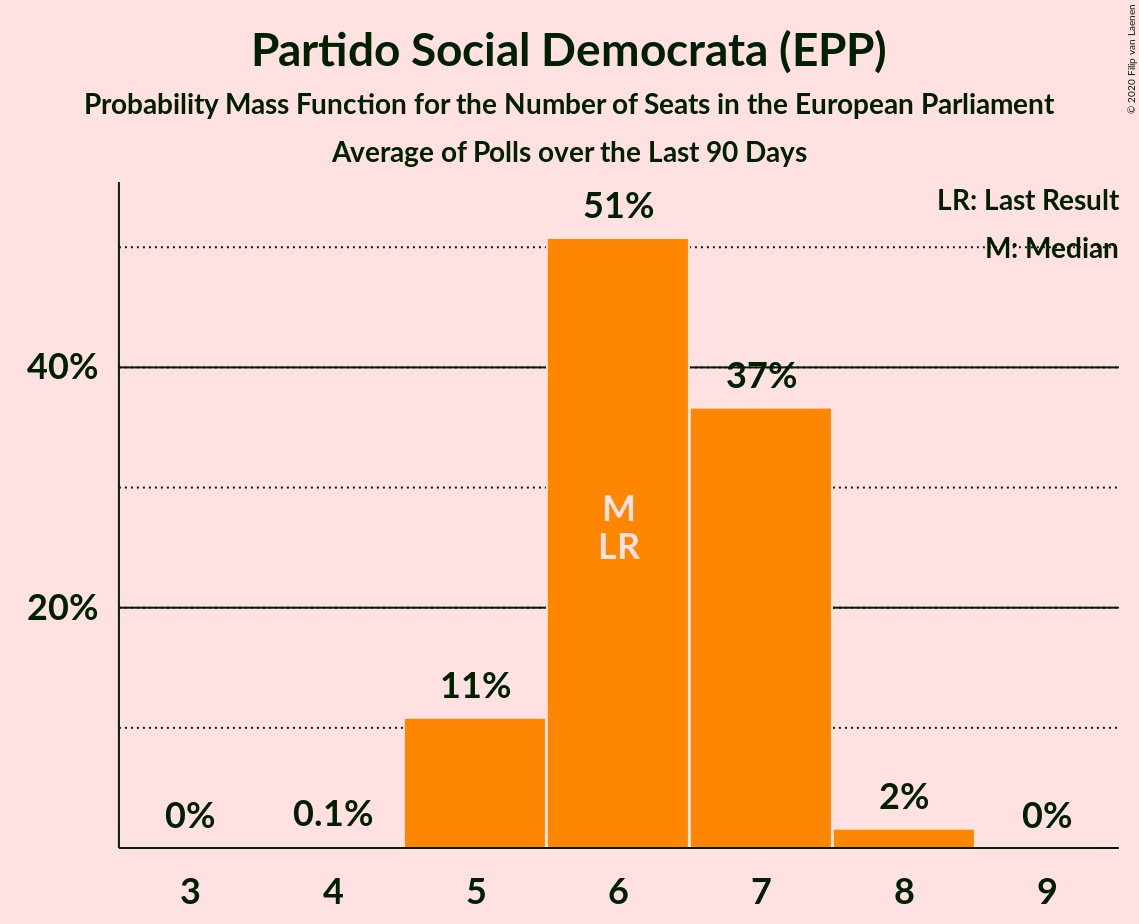 Partido Social Democrata (EPP)
Probability Mass Function for the Number of Seats in the European Parliament
Average of Polls over the Last 90 Days
© 2020 Filip van Laenen
LR: Last Result
M: Median
51%
40%
37%
M
LR
20%
11%
0%
0.1%
2%
0%
3 4 5 6 7 8 9